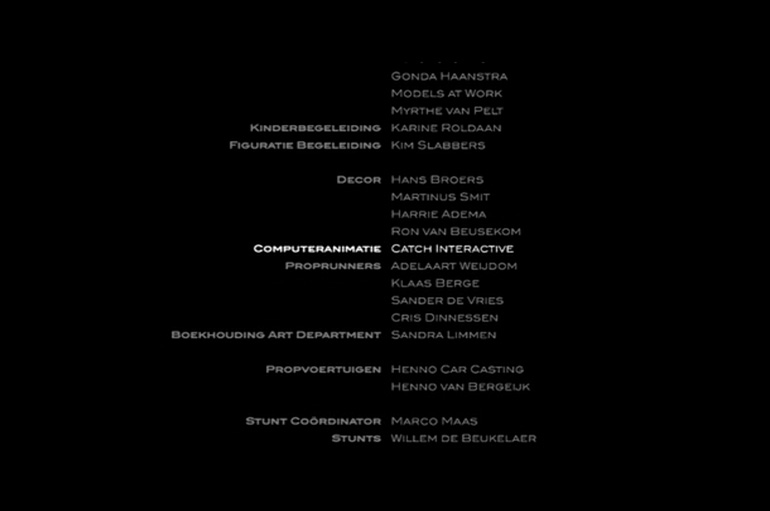 Gonda Haanstra
Models at Work
Myrthe van Pelt
Kinderbegeleiding Karine Roldaan
Figuratie Begeleiding Kim Slabbers
Decor Hans Broers
Martinus Smit
Harrie Adema
Ron van Beusekom
Computeranimatie Catch Interactive
Proprunners Adelaart Weijdom
Klaas Berge
Sander de Vries
Cris Dinnessen
Boekhouding Art Department Sandra Limmen
Propvoertuigen Henno Car Casting
Henno van Bergeijk
Stunt Coördinator Marco Maas
Stunts Willem de Beukelaer